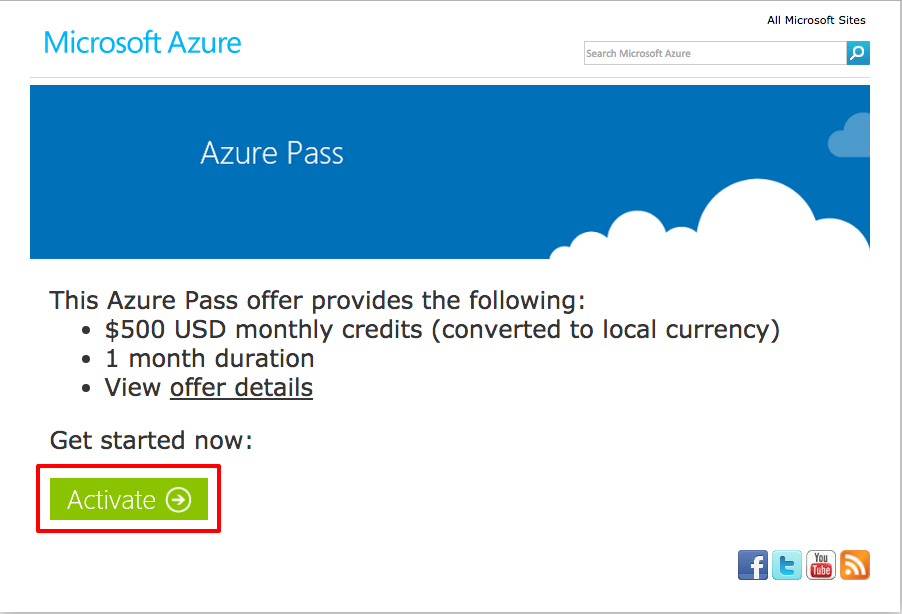 All Microsoft Sites
Microsoft Azure
Search Microsoft Azure
Azure Pass
This Azure Pass offer provides the following:
• $500 USD monthly credits (converted to local currency)
• 1 month duration
• View offer details
Get started now:
Activate
f t You Tube